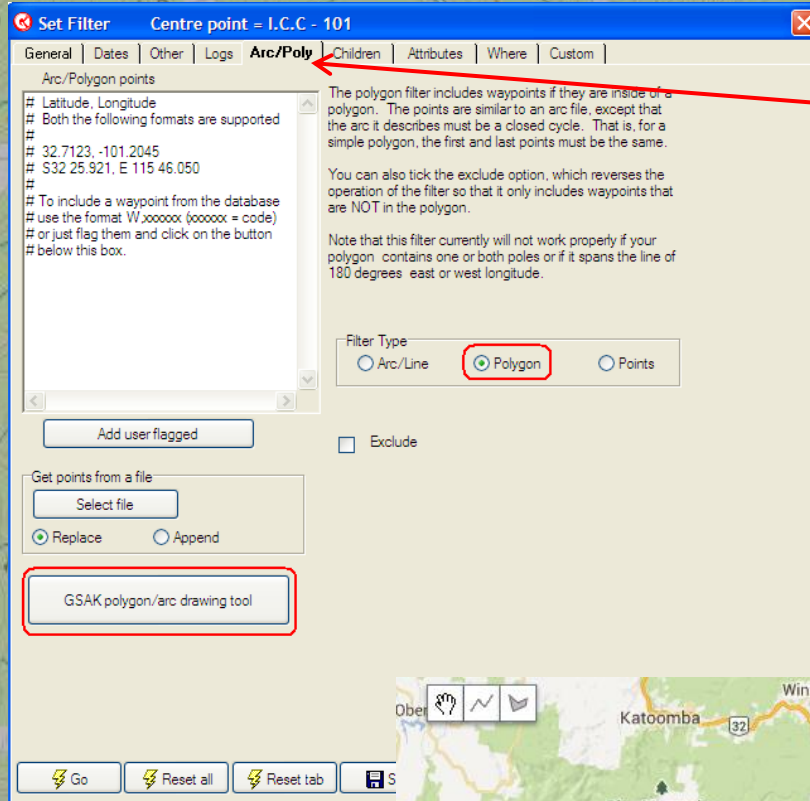 Set Filter Centre point = I.C.C - 101
General Dates Other Logs Arc/Poly Children Attributes Where Custom
Arc/Polygon points
# Latitude, Longitude
# Both the following formats are supported
#
# 32.7123, -101.2045
# S32 25.921, E 115 46.050
#
# To include a waypoint from the database
# use the format W,xxxxxx (xxxxxx = code)
# or just flag them and click on the button
# below this box.
The polygon filter includes waypoints if they are inside of a
polygon. The points are similar to an arc file, except that
the arc it describes must be a closed cycle. That is, for a
simple polygon, the first and last points must be the same.
You can also tick the exclude option, which reverses the
operation of the filter so that it only includes waypoints that
are NOT in the polygon.
Note that this filter currently will not work properly if your
polygon contains one or both poles or if it spans the line of
180 degrees east or west longitude.
Filter Type
Arc/Line Polygon Points
Add user flagged
Exclude
Get points from a file
Select file
Replace Append
GSAK polygon/arc drawing tool
Go Reset all Reset tab S
Ober
Katoomba
32
Win